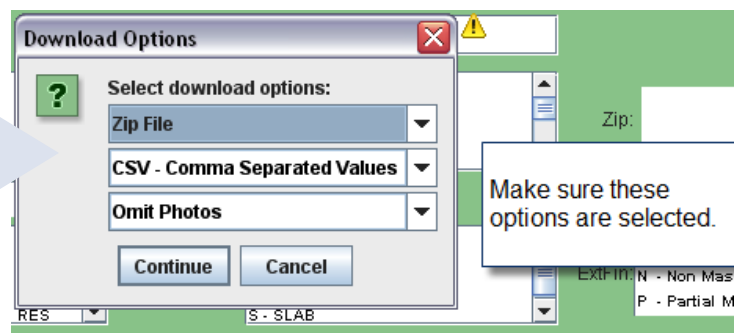 Download Options
Select download options:
Zip File
CSV - Comma Separated Values
Omit Photos
Continue Cancel
Zip:
Make sure these
options are selected.
ExtFin:
N - Non Mas
P - Partial M
RES
S - SLAB